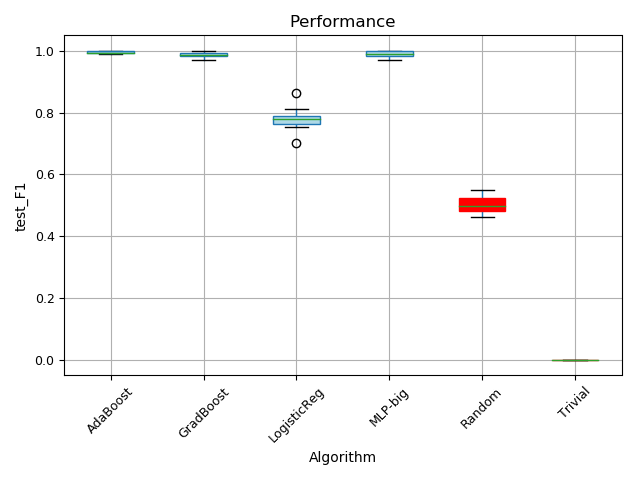 Performance
test_F1
1.0
0.8
0.6
0.4
0.2
0.0
AdaBoost
GradBoost
LogisticReg
MLP-big
Random
Trivial
Algorithm